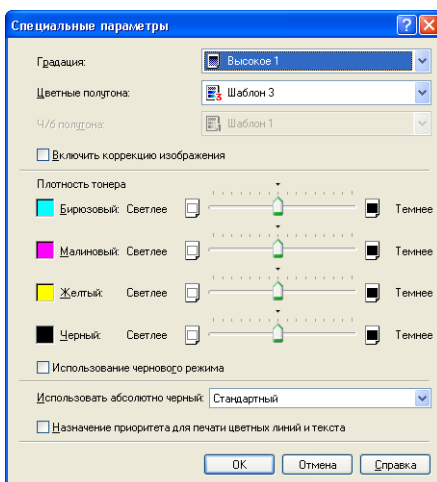 Специальные параметры
Градация: Высокое 1
Цветные полутона: Шаблон 3
Ч/б полутона: Шаблон 1
Включить коррекцию изображения
Плотность тонера
Бирюзовый: Светлее Темнее
Малиновый: Светлее Темнее
Желтый: Светлее Темнее
Черный: Светлее Темнее
Использование чернового режима
Использовать абсолютно черный: Стандартный
Назначение приоритета для печати цветных линий и текста
OK Отмена Справка